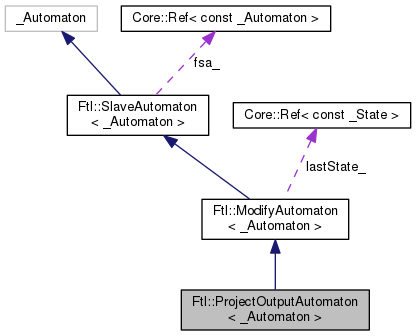 _Automaton
Core::Ref< const _Automaton >
fsa_
Ftl::SlaveAutomaton
< _Automaton >
Core::Ref< const _State >
lastState_
Ftl::ModifyAutomaton
< _Automaton >
Ftl::ProjectOutputAutomaton
< _Automaton >